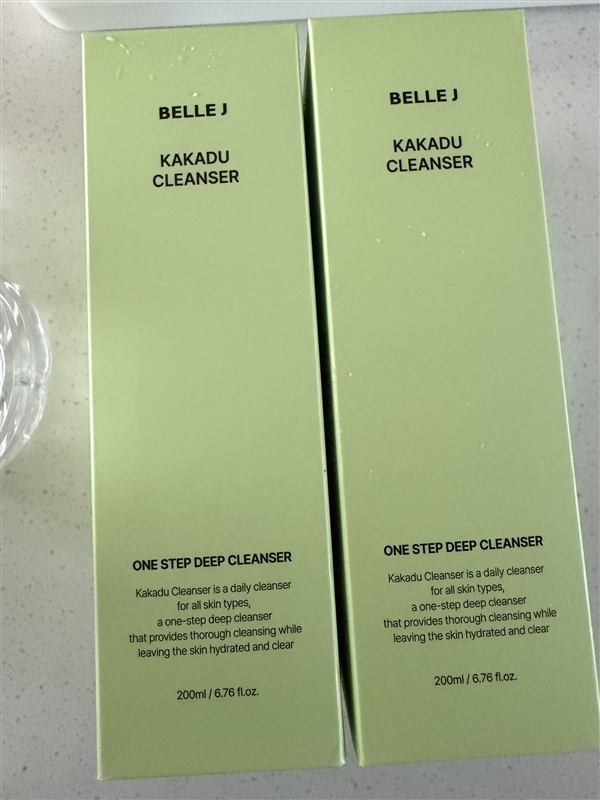 BELLE J
KAKADU
CLEANSER
ONE STEP DEEP CLEANSER
Kakadu Cleanser is a daily cleanser
for all skin types,
a one-step deep cleanser
that provides thorough cleansing while
leaving the skin hydrated and clear
200ml / 6.76 fl.oz.
BELLE J
KAKADU
CLEANSER
ONE STEP DEEP CLEANSER
Kakadu Cleanser is a daily cleanser
for all skin types,
a one-step deep cleanser
that provides thorough cleansing while
leaving the skin hydrated and clear
200ml / 6.76 fl.oz.